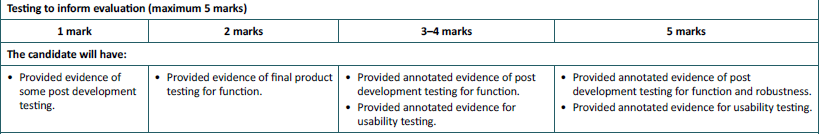 Testing to inform evaluation (maximum 5 marks)
1 mark
2 marks
3–4 marks
5 marks
The candidate will have:
• Provided evidence of
some post development
testing.
• Provided evidence of final product
testing for function.
• Provided annotated evidence of post
development testing for function.
• Provided annotated evidence for
usability testing.
• Provided annotated evidence of post
development testing for function and robustness.
• Provided annotated evidence for usability testing.